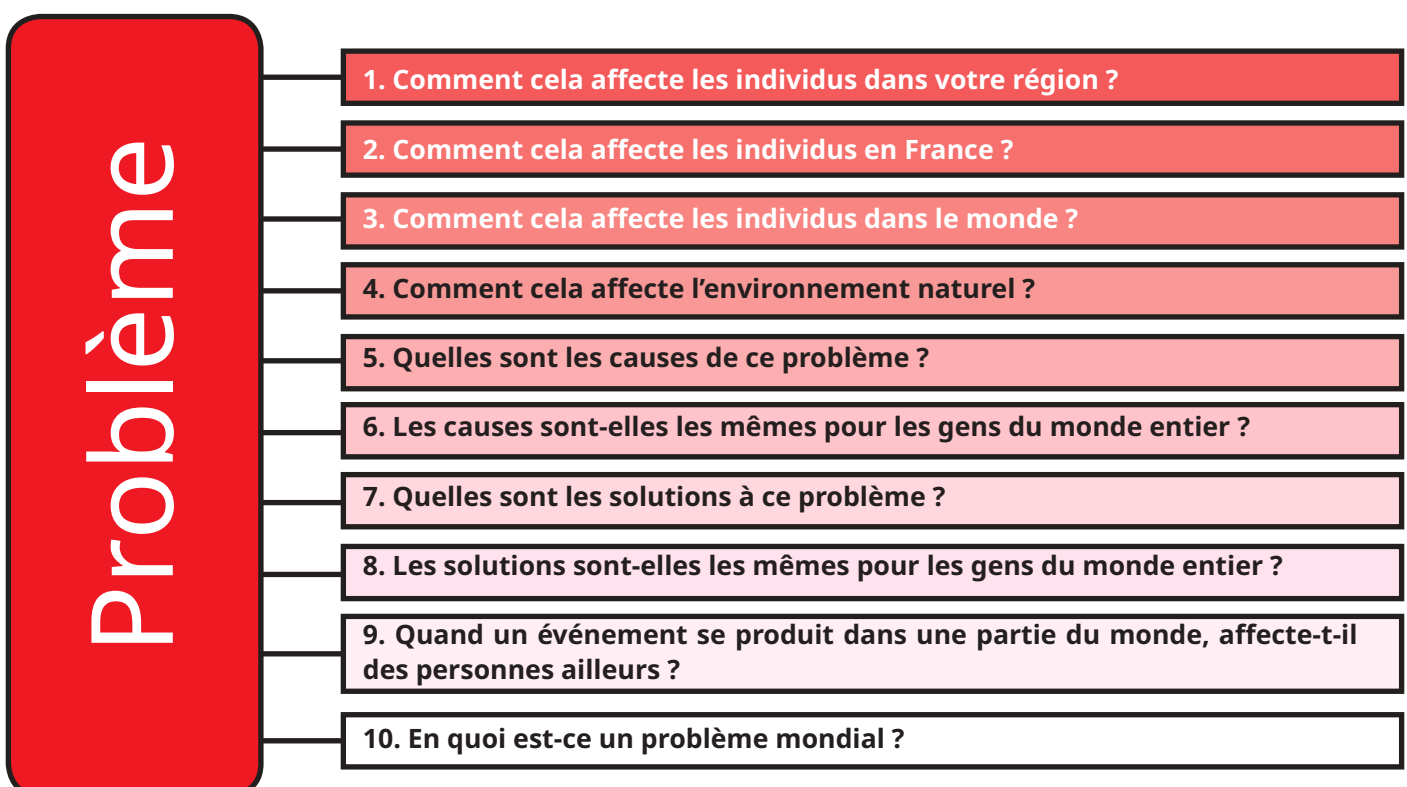 Problème
1. Comment cela affecte les individus dans votre région ?
2. Comment cela affecte les individus en France ?
3. Comment cela affecte les individus dans le monde ?
4. Comment cela affecte l’environnement naturel ?
5. Quelles sont les causes de ce problème ?
6. Les causes sont-elles les mêmes pour les gens du monde entier ?
7. Quelles sont les solutions à ce problème ?
8. Les solutions sont-elles les mêmes pour les gens du monde entier ?
9. Quand un événement se produit dans une partie du monde, affecte-t-il
des personnes ailleurs ?
10. En quoi est-ce un problème mondial ?